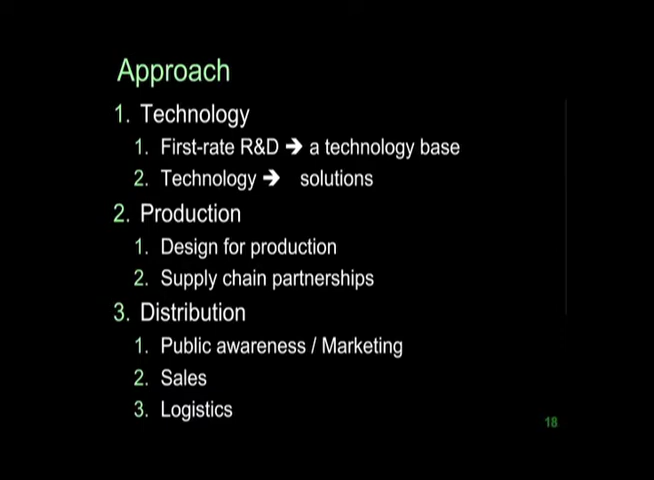 Approach
1. Technology
1. First-rate R&D ➔ a technology base
2. Technology ➔ solutions
2. Production
1. Design for production
2. Supply chain partnerships
3. Distribution
1. Public awareness / Marketing
2. Sales
3. Logistics
18